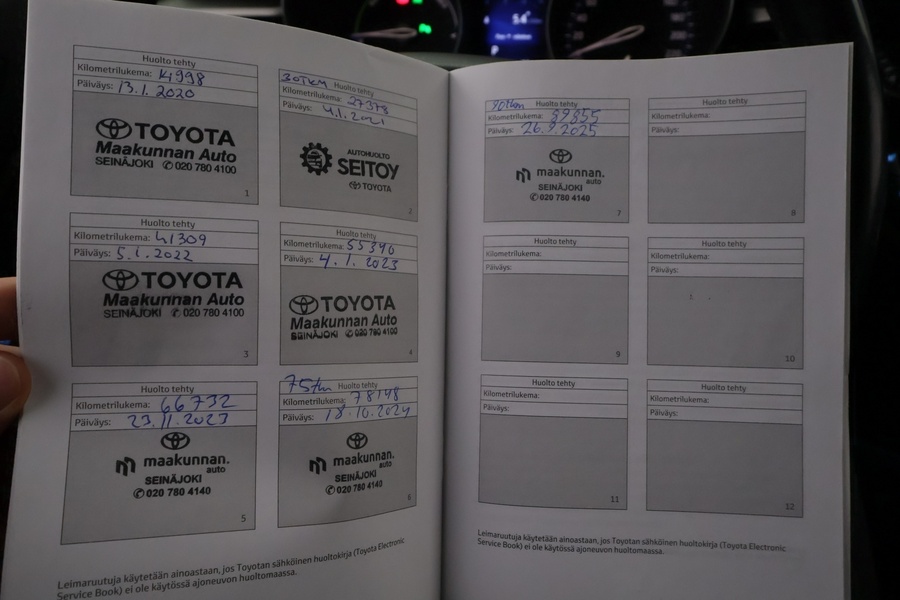 Huolto tehty
Kilometrilukema: 14998
Päiväys: 13.1.2020
TOYOTA
Maakunnan Auto
SEINÄJOKI ✆ 020 780 4100
1
30TKM Huolto tehty
Kilometrilukema: 27378
Päiväys: 4.1.2021
AUTOHUOLTO
SEITOY
TOYOTA
2
Huolto tehty
Kilometrilukema: 41309
Päiväys: 5.1.2022
TOYOTA
Maakunnan Auto
SEINÄJOKI ✆ 020 780 4100
3
Huolto tehty
Kilometrilukema: 55390
Päiväys: 4.1.2023
TOYOTA
Maakunnan Auto
SEINÄJOKI ✆ 020 780 4100
4
Huolto tehty
Kilometrilukema: 66732
Päiväys: 23.11.2023
maakunnan.
auto
SEINÄJOKI
✆ 020 780 4140
5
75tkm Huolto tehty
Kilometrilukema: 78148
Päiväys: 18.10.2024
maakunnan.
auto
SEINÄJOKI
✆ 020 780 4140
6
Leimaruutuja käytetään ainoastaan, jos Toyotan sähköinen huoltokirja (Toyota Electronic
Service Book) ei ole käytössä ajoneuvon huoltomaassa.
90tkm Huolto tehty
Kilometrilukema: 89855
Päiväys: 26.9.2025
maakunnan.
auto
SEINÄJOKI
✆ 020 780 4140
7
Huolto tehty
Kilometrilukema:
Päiväys:
8
Huolto tehty
Kilometrilukema:
Päiväys:
9
Huolto tehty
Kilometrilukema:
Päiväys:
10
Huolto tehty
Kilometrilukema:
Päiväys:
11
Huolto tehty
Kilometrilukema:
Päiväys:
12
Leimaruutuja käytetään ainoastaan, jos Toyotan sähköinen huoltokirja (Toyota Electronic
Service Book) ei ole käytössä ajoneuvon huoltomaassa.